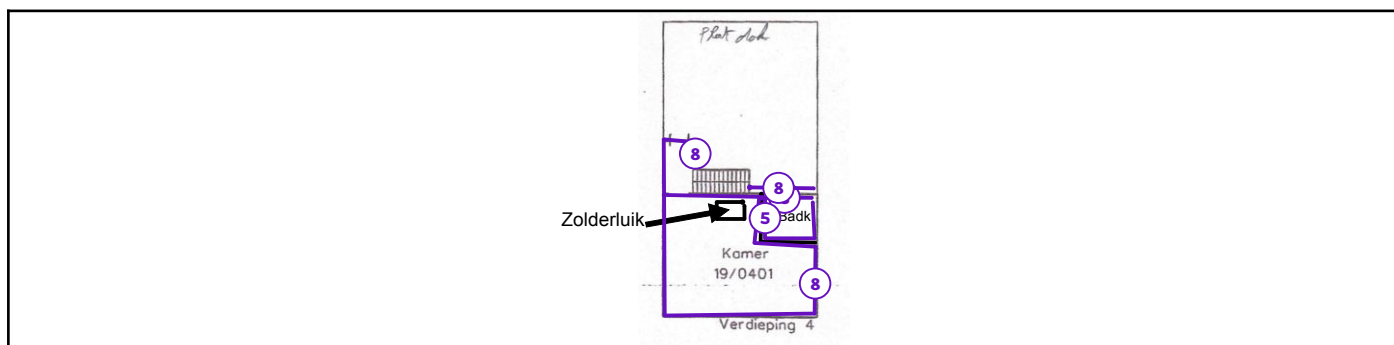 Plat dak
8
8
Zolderluik
5
Badk
Kamer
19/0401
8
Verdieping 4